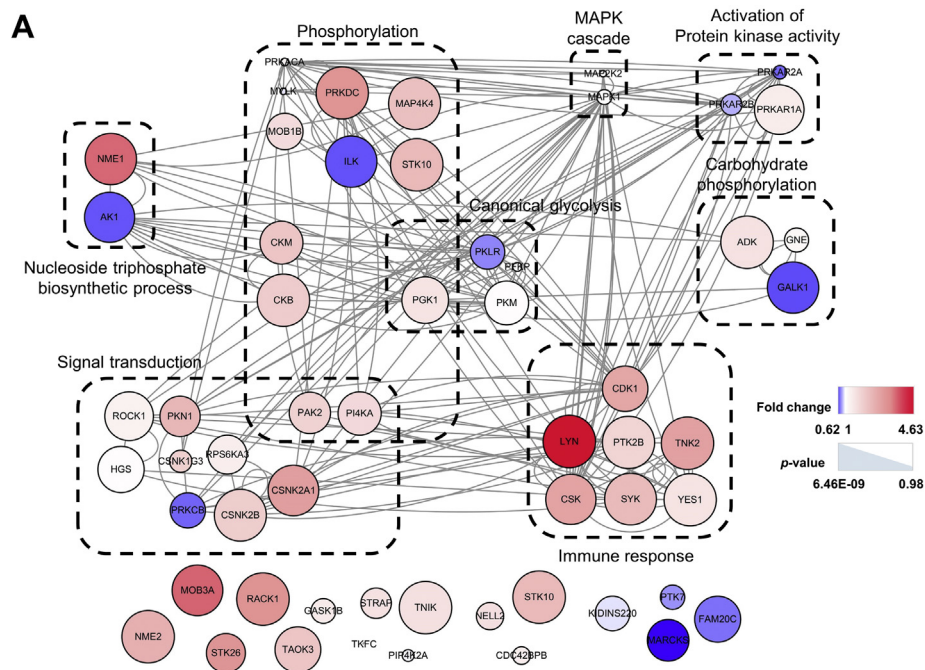 A
Phosphorylation
MAPK
cascade
Activation of
Protein kinase activity
PRKACA
MYLK
PRKDC
MAP4K4
MOB1B
ILK
STK10
MAP2K2
MAPK1
PRKAR2A
PRKAR2B
PRKAR1A
NME1
AK1
Nucleoside triphosphate
biosynthetic process
Carbohydrate
phosphorylation
ADK
GNE
GALK1
Canonical glycolysis
CKM
CKB
PKLR
PFKP
PGK1
PKM
Signal transduction
ROCK1
PKN1
PAK2
PI4KA
HGS
CSNK1G3
RPS6KA3
CSNK2A1
PRKCB
CSNK2B
CDK1
LYN
PTK2B
TNK2
CSK
SYK
YES1
Immune response
Fold change
0.62 1 4.63
p-value
6.46E-09 0.98
MOB3A
RACK1
GASK1B
STRAP
TNIK
NELL2
STK10
KIDINS220
PTK7
FAM20C
NME2
STK26
TAOK3
TKFC
PIP4K2A
CDC42BPB
MARCKS